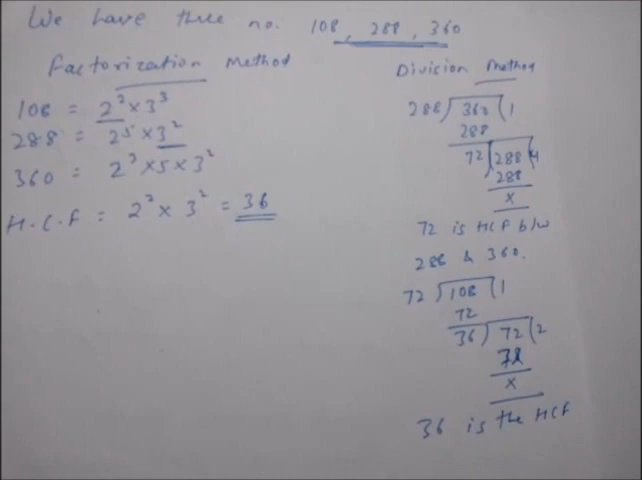 We have three no. 108, 288, 360
Factorization Method
108 = 2² × 3³
288 = 2⁵ × 3²
360 = 2³ × 5 × 3²
H.C.F = 2² × 3² = 36
Division Method
288) 360 (1
288
72) 288 (4
288
x
72 is HCF b/w
288 & 360.
72) 108 (1
72
36) 72 (2
72
x
36 is the HCF